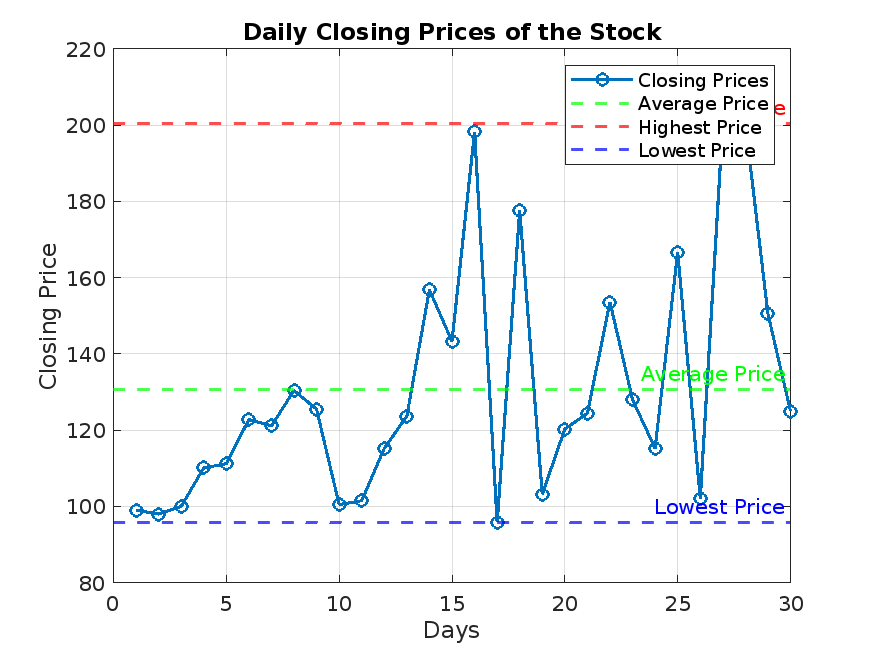 Daily Closing Prices of the Stock
220
200
180
160
140
120
100
80
Closing Price
0 5 10 15 20 25 30
Days
Closing Prices
Average Price
Highest Price
Lowest Price
e
Average Price
Lowest Price